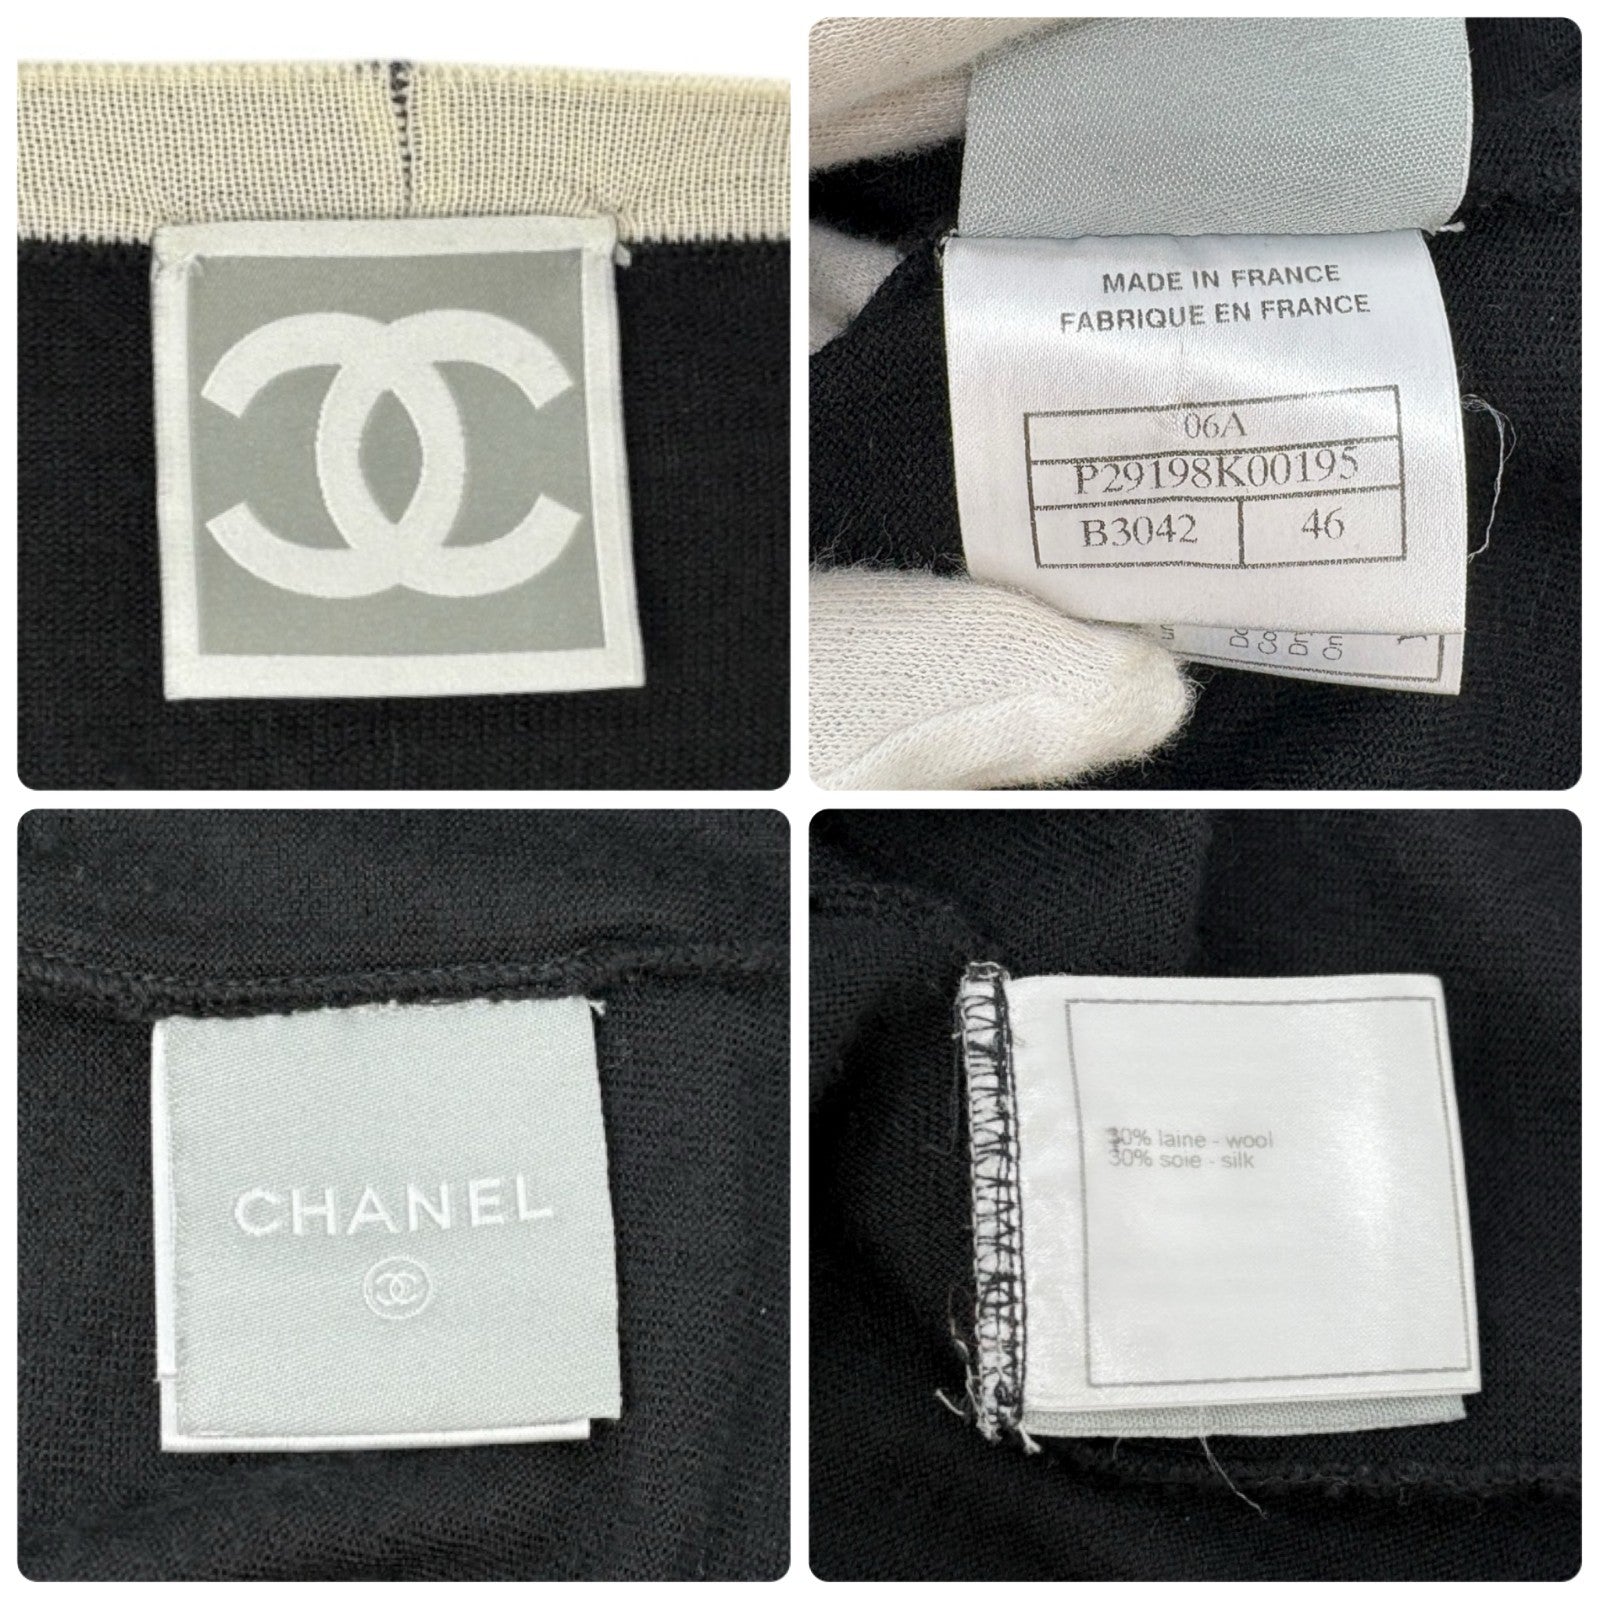 MADE IN FRANCE
FABRIQUE EN FRANCE
06A
P29198K00195
B3042 46
CHANEL
laine - wool
30% soie - silk